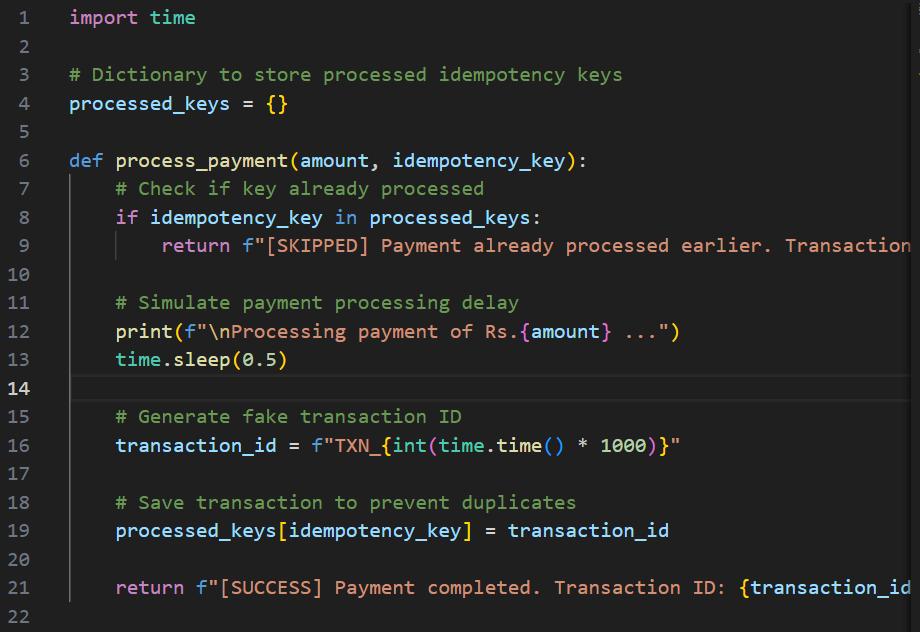 1 import time
2
3 # Dictionary to store processed idempotency keys
4 processed_keys = {}
5
6 def process_payment(amount, idempotency_key):
7     # Check if key already processed
8     if idempotency_key in processed_keys:
9         return f"[SKIPPED] Payment already processed earlier. Transaction
10
11     # Simulate payment processing delay
12     print(f"\nProcessing payment of Rs.{amount} ...")
13     time.sleep(0.5)
14
15     # Generate fake transaction ID
16     transaction_id = f"TXN_{int(time.time() * 1000)}"
17
18     # Save transaction to prevent duplicates
19     processed_keys[idempotency_key] = transaction_id
20
21     return f"[SUCCESS] Payment completed. Transaction ID: {transaction_id
22